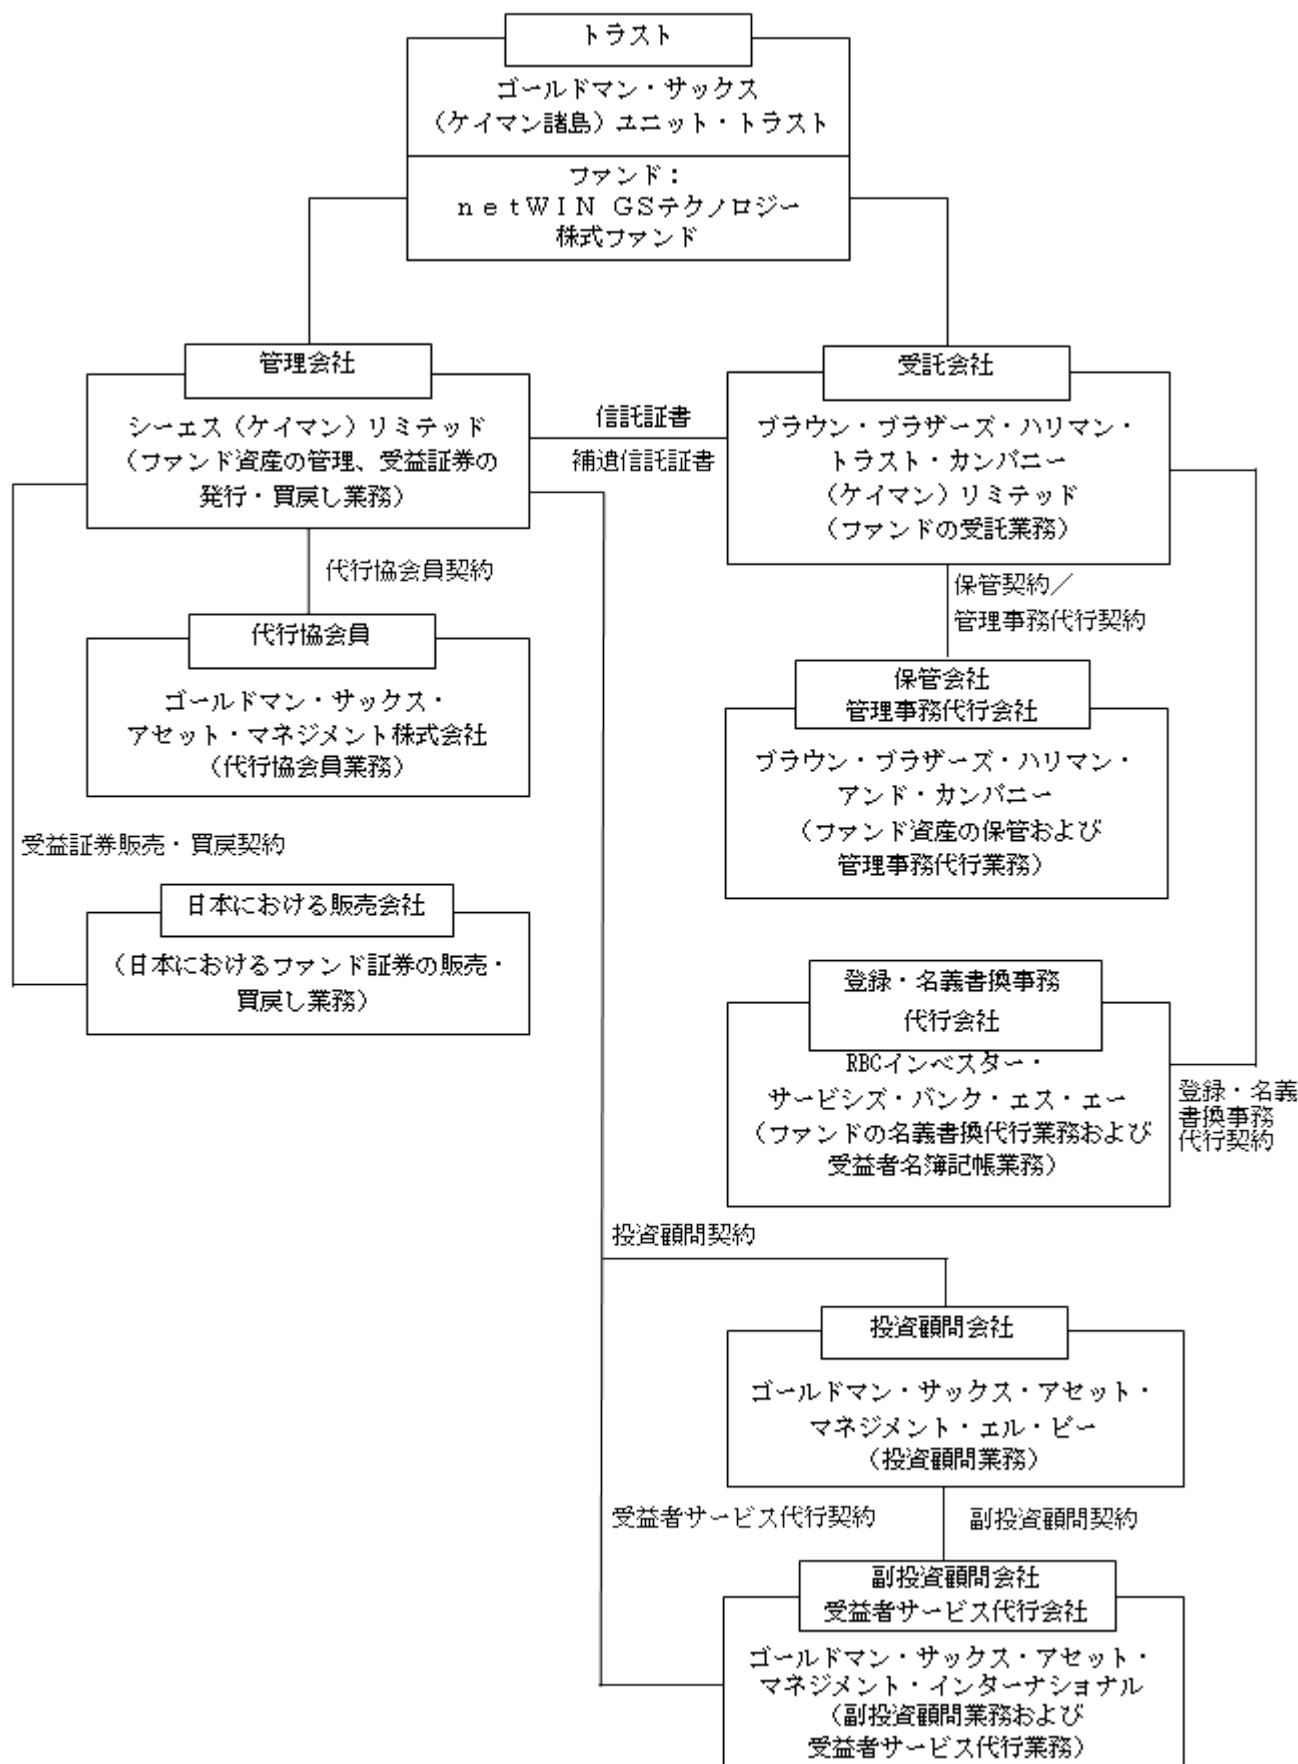 トラスト
ゴールドマン・サックス
（ケイマン諸島）ユニット・トラスト
ファンド：
ｎｅｔＷＩＮ ＧＳテクノロジー
株式ファンド
管理会社
シーエス（ケイマン）リミテッド
（ファンド資産の管理、受益証券の
発行・買戻し業務）
信託証書
補遺信託証書
受託会社
ブラウン・ブラザーズ・ハリマン・
トラスト・カンパニー
（ケイマン）リミテッド
（ファンドの受託業務）
代行協会員契約
保管契約／
管理事務代行契約
代行協会員
ゴールドマン・サックス・
アセット・マネジメント株式会社
（代行協会員業務）
保管会社
管理事務代行会社
ブラウン・ブラザーズ・ハリマン・
アンド・カンパニー
（ファンド資産の保管および
管理事務代行業務）
受益証券販売・買戻契約
日本における販売会社
（日本におけるファンド証券の販売・
買戻し業務）
登録・名義書換事務
代行会社
RBCインベスター・
サービシズ・バンク・エス・エー
（ファンドの名義書換代行業務および
受益者名簿記帳業務）
登録・名義
書換事務
代行契約
投資顧問契約
投資顧問会社
ゴールドマン・サックス・アセット・
マネジメント・エル・ピー
（投資顧問業務）
受益者サービス代行契約
副投資顧問契約
副投資顧問会社
受益者サービス代行会社
ゴールドマン・サックス・アセット・
マネジメント・インターナショナル
（副投資顧問業務および
受益者サービス代行業務）